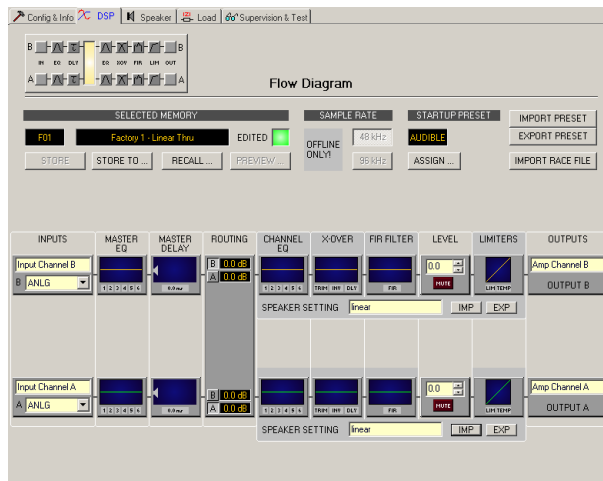 Config & Info DSP Speaker Load Supervision & Test
B B
IN EQ DLY EQ XOV FIR LIM OUT
A A
Flow Diagram
SELECTED MEMORY SAMPLE RATE STARTUP PRESET IMPORT PRESET
F01 Factory 1 - Linear Thru EDITED OFFLINE ONLY! 48 kHz AUDIBLE EXPORT PRESET
STORE STORE TO ... RECALL ... PREVIEW ... 96 kHz ASSIGN ... IMPORT RACE FILE
INPUTS MASTER EQ MASTER DELAY ROUTING CHANNEL EQ X-OVER FIR FILTER LEVEL LIMITERS OUTPUTS
Input Channel B B 0.0 dB 0.0 Amp Channel B
A 0.0 dB
B ANLG 1 2 3 4 5 6 0.0 ms 1 2 3 4 5 6 TRIM INV DLY FIR MUTE LIM TEMP OUTPUT B
SPEAKER SETTING linear IMP EXP
Input Channel A 0.0 Amp Channel A
B 0.0 dB
A ANLG 1 2 3 4 5 6 0.0 ms A 0.0 dB 1 2 3 4 5 6 TRIM INV DLY FIR MUTE LIM TEMP OUTPUT A
SPEAKER SETTING linear IMP EXP